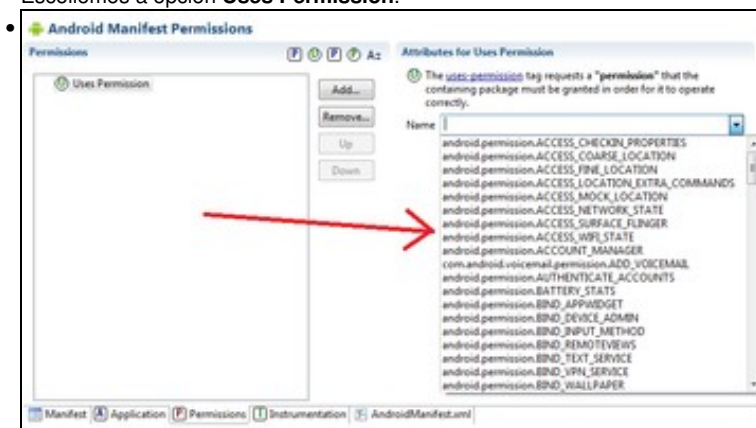 Escollemos a opción Uses Permission.
Android Manifest Permissions
Permissions
Az
Uses Permission
Add...
Remove...
Up
Down
Attributes for Uses Permission
The uses-permission tag requests a "permission" that the
containing package must be granted in order for it to operate
correctly.
Name
android.permission.ACCESS_CHECKIN_PROPERTIES
android.permission.ACCESS_COARSE_LOCATION
android.permission.ACCESS_FINE_LOCATION
android.permission.ACCESS_LOCATION_EXTRA_COMMANDS
android.permission.ACCESS_MOCK_LOCATION
android.permission.ACCESS_NETWORK_STATE
android.permission.ACCESS_SURFACE_FLINGER
android.permission.ACCESS_WIFI_STATE
android.permission.ACCOUNT_MANAGER
com.android.voicemail.permission.ADD_VOICEMAIL
android.permission.AUTHENTICATE_ACCOUNTS
android.permission.BATTERY_STATS
android.permission.BIND_APPWIDGET
android.permission.BIND_DEVICE_ADMIN
android.permission.BIND_INPUT_METHOD
android.permission.BIND_REMOTEVIEWS
android.permission.BIND_TEXT_SERVICE
android.permission.BIND_VPN_SERVICE
android.permission.BIND_WALLPAPER
Manifest A Application P Permissions I Instrumentation AndroidManifest.xml